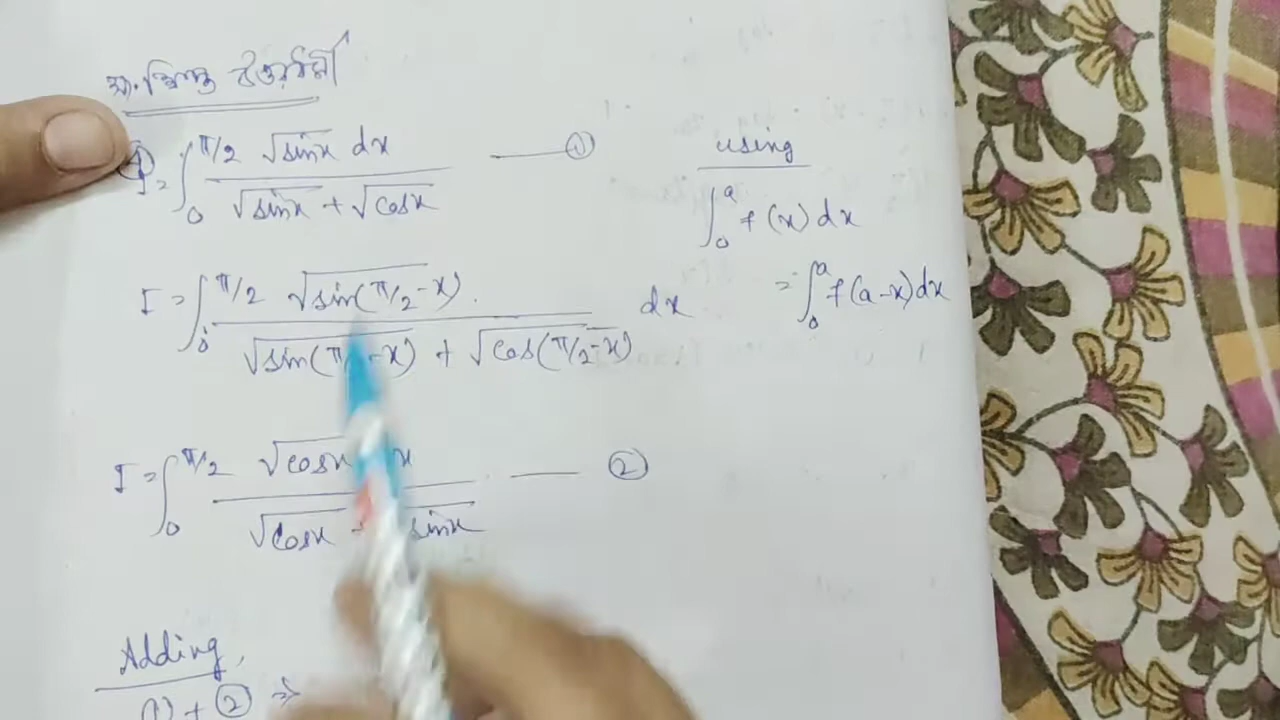 I = ∫₀^π/2 √sinx dx / √sinx + √cosx —— ①
I = ∫₀^π/2 √sin(π/2-x) / √sin(π/2-x) + √cos(π/2-x) dx
I = ∫₀^π/2 √cosx / √cosx sinx —— ②
Adding,
① + ② ⇒
using
∫₀^a f(x) dx
= ∫₀^a f(a-x) dx